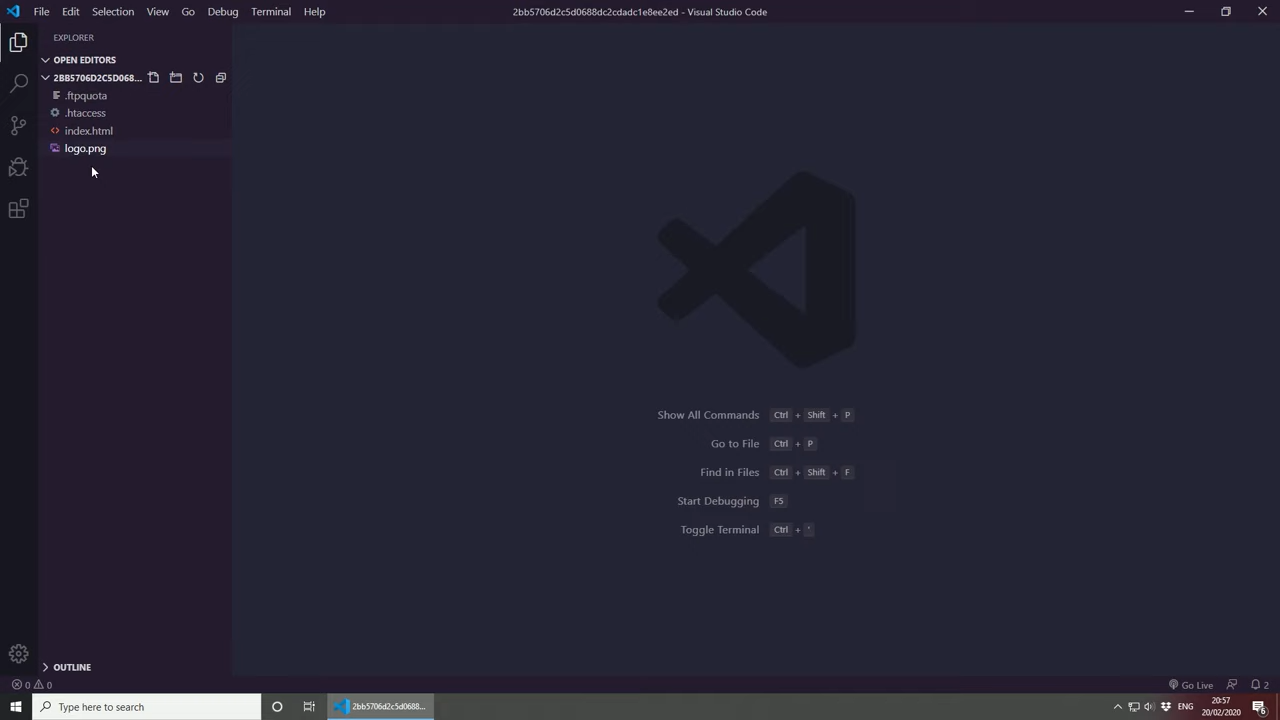 File Edit Selection View Go Debug Terminal Help
2bb5706d2c5d0688dc2cdadc1e8ee2ed - Visual Studio Code
EXPLORER
OPEN EDITORS
2BB5706D2C5D068...
.ftpquota
.htaccess
index.html
logo.png
Show All Commands Ctrl + Shift + P
Go to File Ctrl + P
Find in Files Ctrl + Shift + F
Start Debugging F5
Toggle Terminal Ctrl + '
OUTLINE
0 0
Go Live 2
Type here to search
2bb5706d2c5d0688...
ENG
20:57
20/02/2020
6